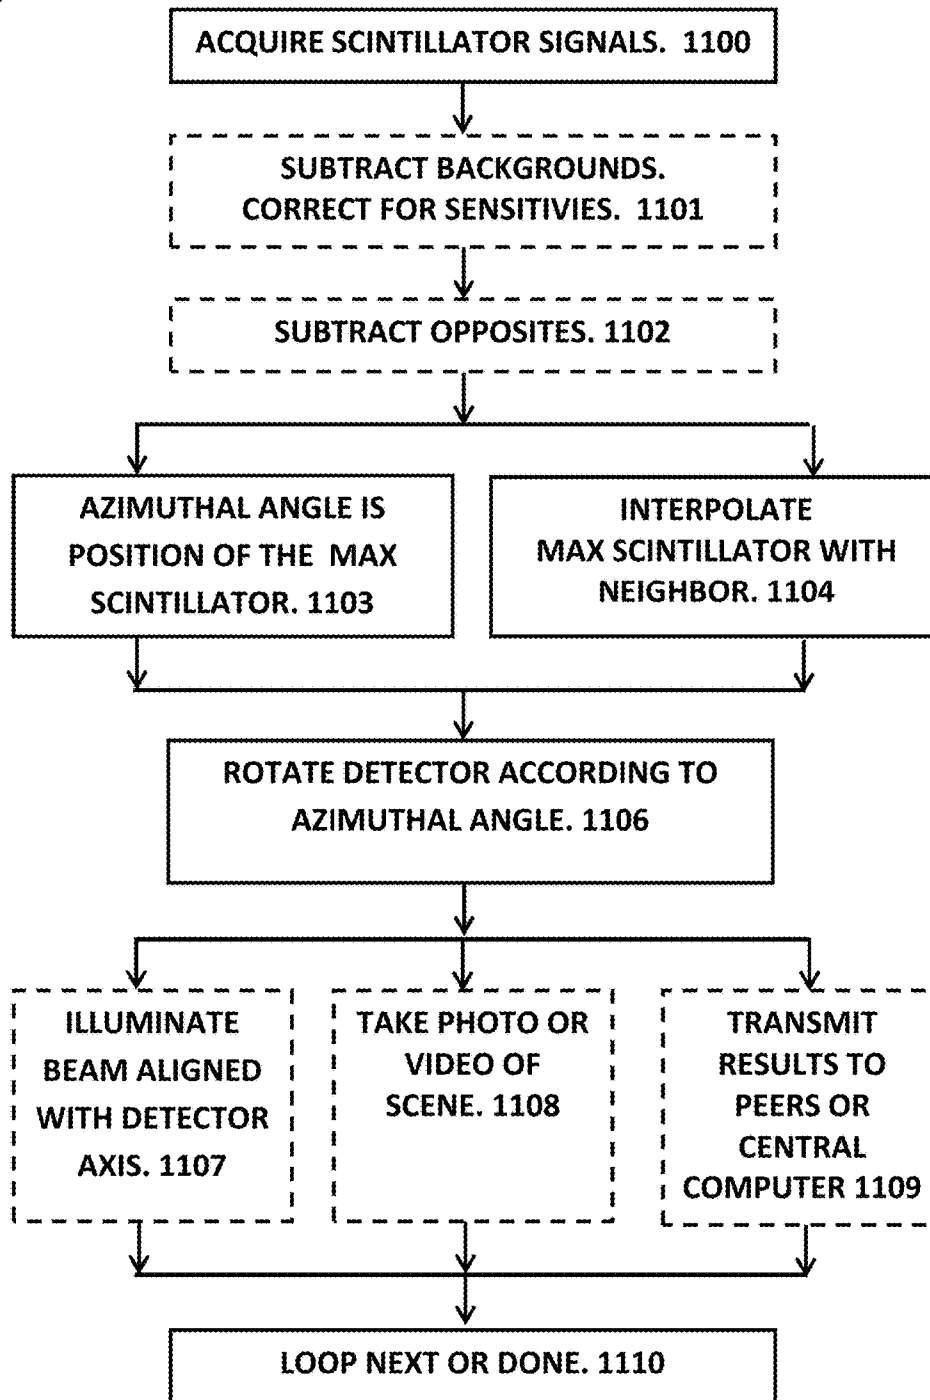 ACQUIRE SCINTILLATOR SIGNALS. 1100
SUBTRACT BACKGROUNDS.
CORRECT FOR SENSITIVIES. 1101
SUBTRACT OPPOSITES. 1102
AZIMUTHAL ANGLE IS
POSITION OF THE MAX
SCINTILLATOR. 1103
INTERPOLATE
MAX SCINTILLATOR WITH
NEIGHBOR. 1104
ROTATE DETECTOR ACCORDING TO
AZIMUTHAL ANGLE. 1106
ILLUMINATE
BEAM ALIGNED
WITH DETECTOR
AXIS. 1107
TAKE PHOTO OR
VIDEO OF
SCENE. 1108
TRANSMIT
RESULTS TO
PEERS OR
CENTRAL
COMPUTER 1109
LOOP NEXT OR DONE. 1110